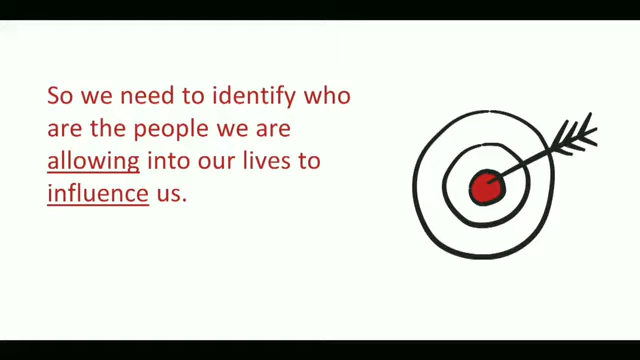 So we need to identify who
are the people we are
allowing into our lives to
influence us.